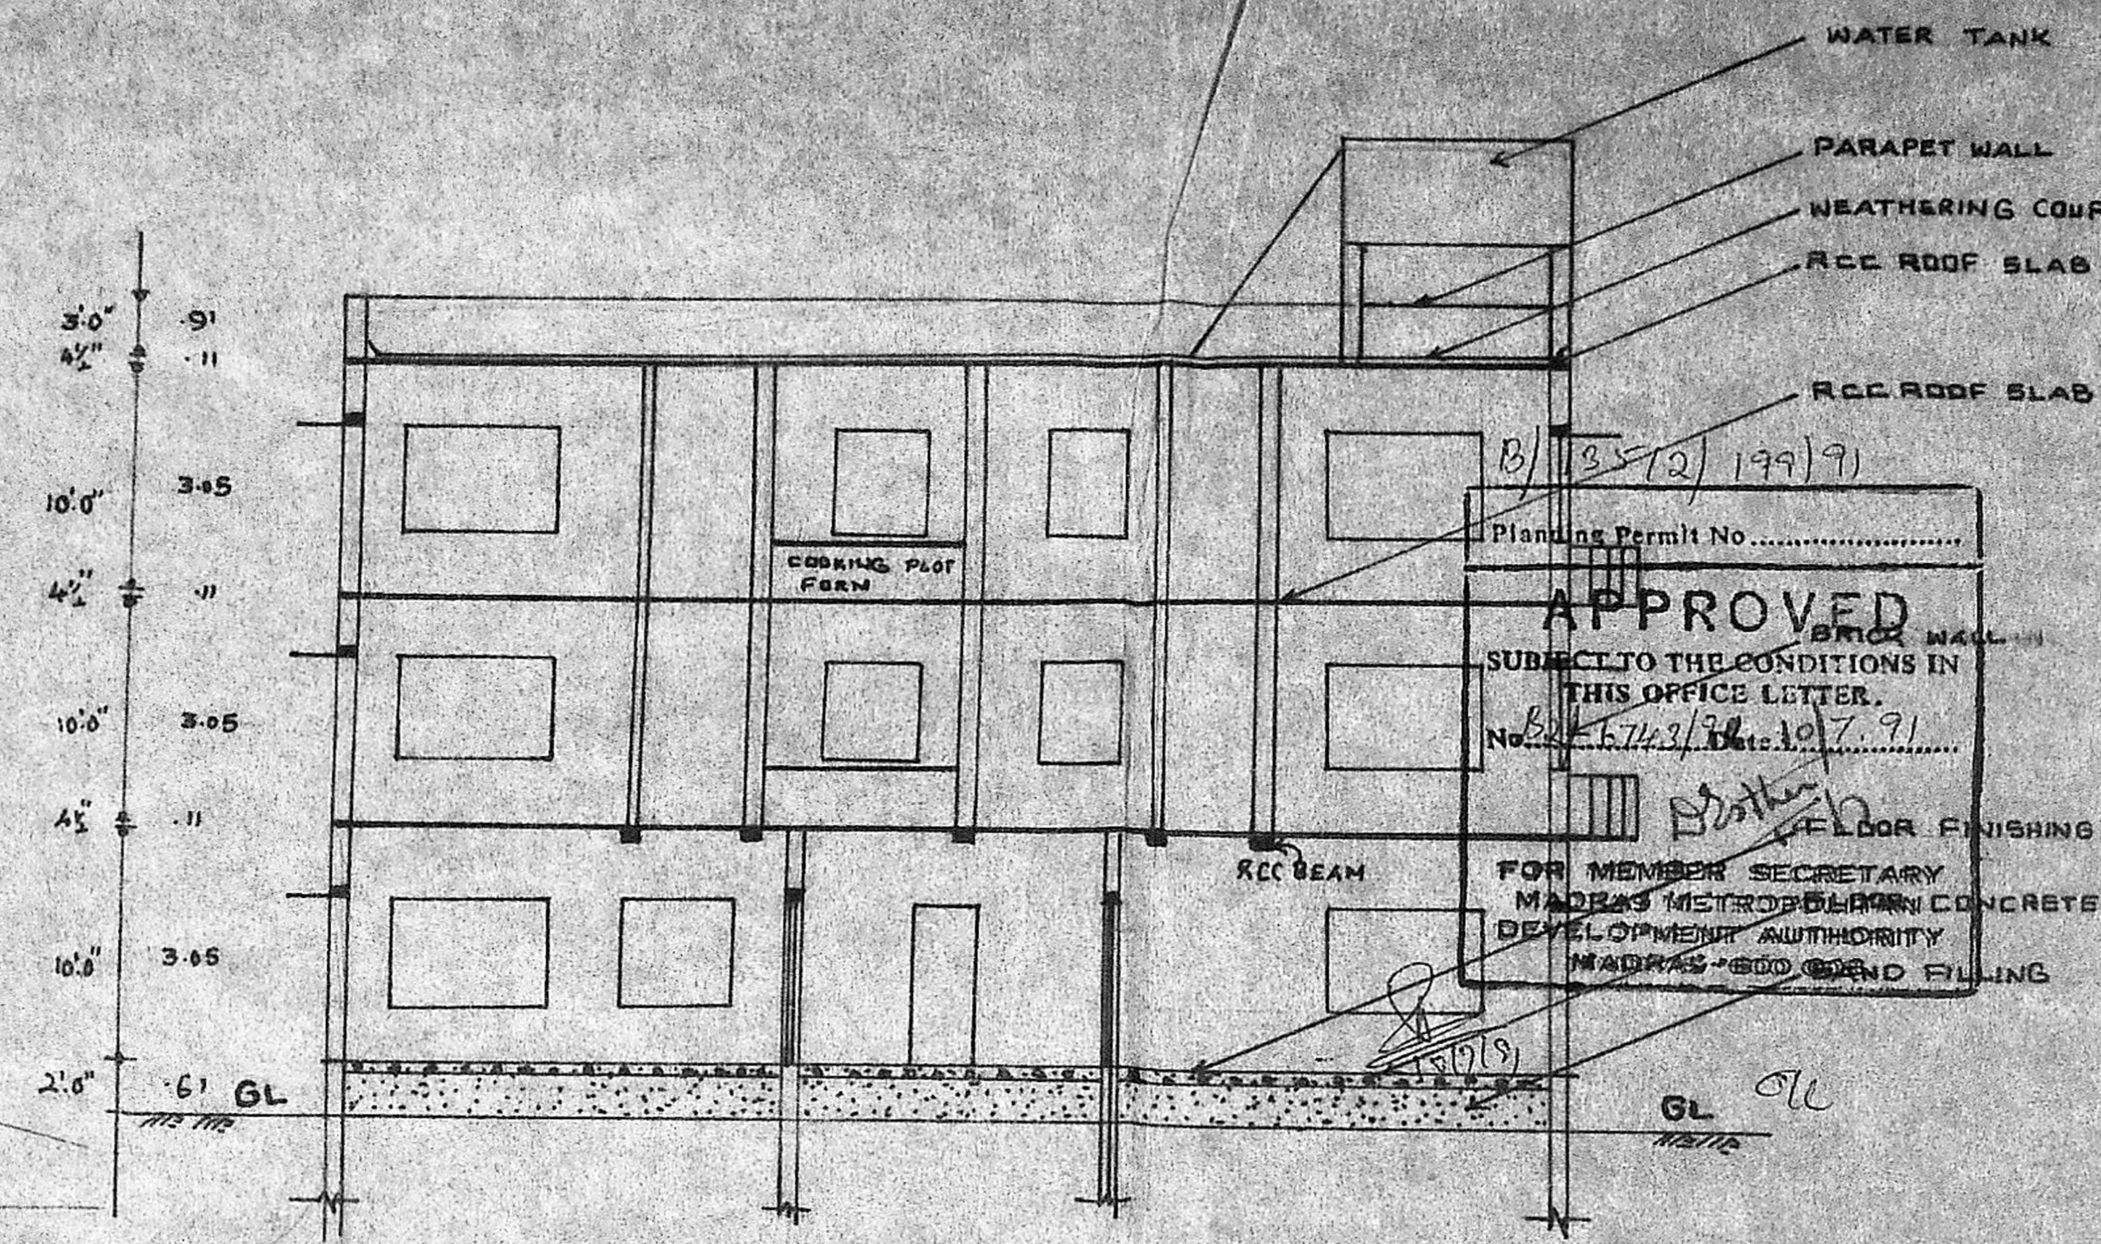 WATER TANK
PARAPET WALL
WEATHERING COUR
RCC ROOF SLAB
3'0" .91
4½" .11
RCC ROOF SLAB
B/ 13572/ 199/91
10'0" 3.05
Planning Permit No
COOKING PLOT
FORM
4½" .11
APPROVED
BRICK WALL
SUBJECT TO THE CONDITIONS IN
THIS OFFICE LETTER.
10'0" 3.05
No. Date 10/7.91
4½" .11
FLOOR FINISHING
RCC BEAM
FOR MEMBER SECRETARY
MADRAS METROPOLITAN
FLOOR CONCRETE
DEVELOPMENT AUTHORITY
10'0" 3.05
MADRAS-600
SAND FILLING
2'0" .61 GL
GL